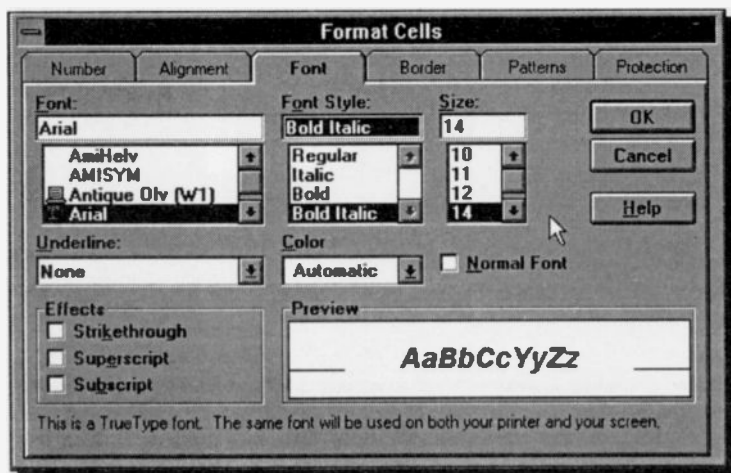 Format Cells
Number Alignment Font Border Patterns Protection
Font: Font Style: Size:
Arial Bold Italic 14 OK
AmiHelv Regular 10
AMISYM Italic 11 Cancel
Antique Olv (W1) Bold 12
Arial Bold Italic 14 Help
Underline: Color
None Automatic Normal Font
Effects Preview
Strikethrough
Superscript AaBbCcYyZz
Subscript
This is a TrueType font. The same font will be used on both your printer and your screen.